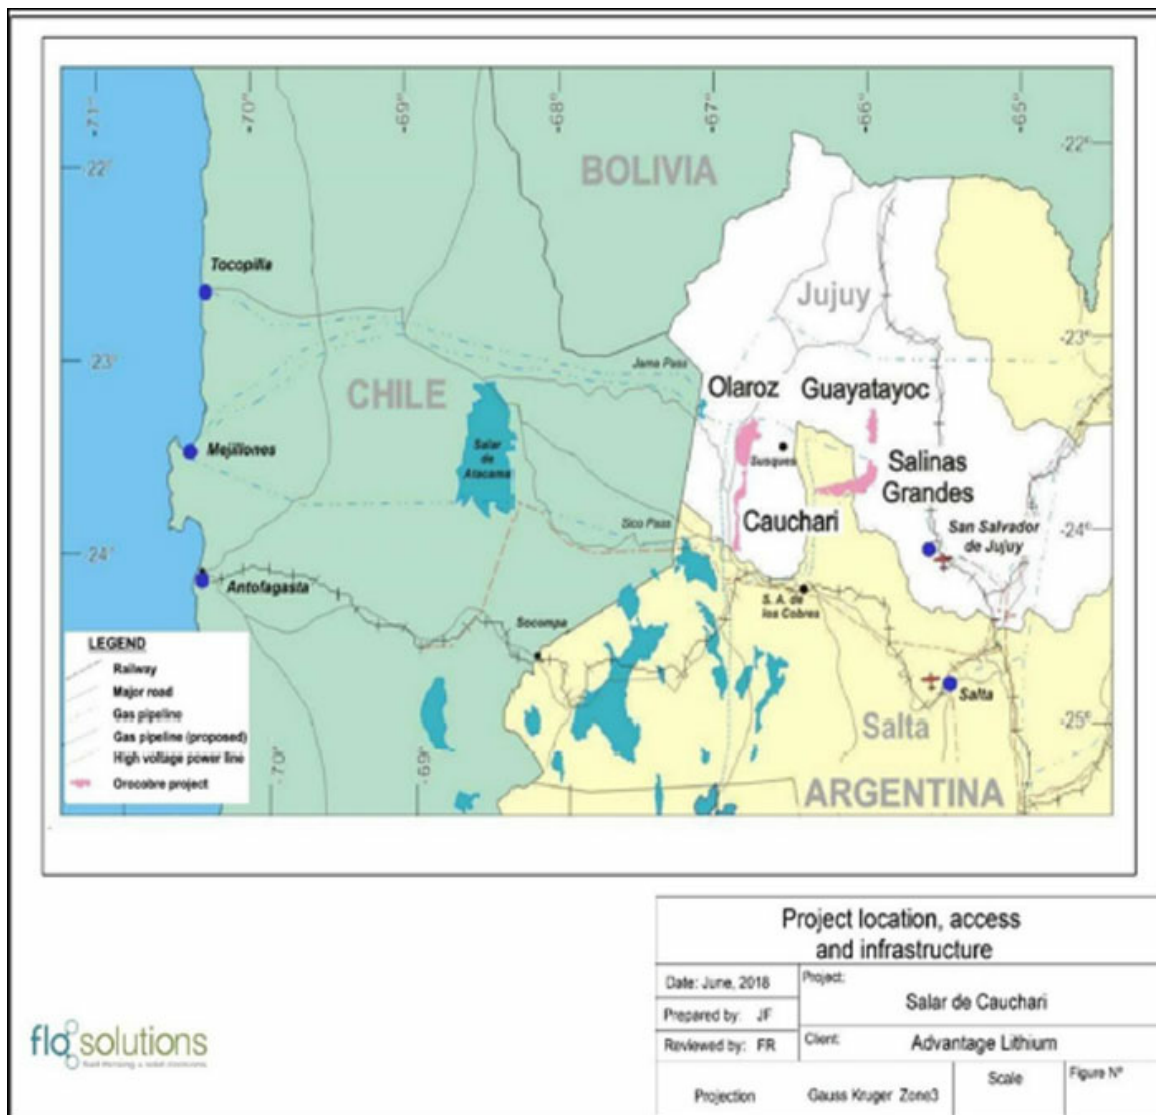 -71°
-70°
-69°
-68°
-67°
-66°
-65°
-22°
-22°
BOLIVIA
Tocopilla
Jujuy
-23°
-23°
Jama Pass
CHILE
Olaroz
Guayatayoc
Mejillones
Salar
de
Atacama
Susques
Salinas
Grandes
Sico Pass
Cauchari
San Salvador
de Jujuy
-24°
-24°
Antofagasta
S. A. de
los Cobres
Socompa
LEGEND
Railway
Major road
Gas pipeline
Gas pipeline (proposed)
High voltage power line
Orocobre project
Salta
Salta
-25°
-70°
-69°
ARGENTINA
Project location, access
and infrastructure
Date: June, 2018
Project:
Salar de Cauchari
Prepared by: JF
Reviewed by: FR
Client:
Advantage Lithium
Projection
Gauss Kruger Zone3
Scale
Figure N°
flosolutions